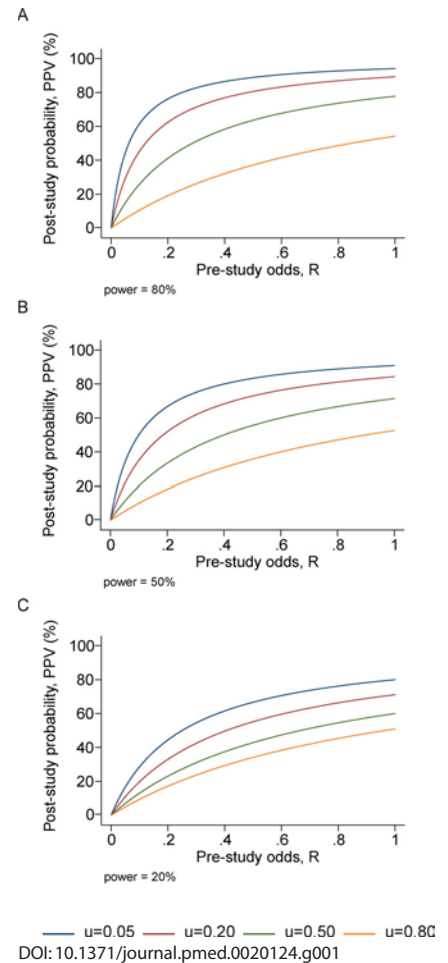 A
Post-study probability, PPV (%)
100
80
60
40
20
0
0 .2 .4 .6 .8 1
Pre-study odds, R
power = 80%
B
Post-study probability, PPV (%)
100
80
60
40
20
0
0 .2 .4 .6 .8 1
Pre-study odds, R
power = 50%
C
Post-study probability, PPV (%)
100
80
60
40
20
0
0 .2 .4 .6 .8 1
Pre-study odds, R
power = 20%
u=0.05 u=0.20 u=0.50 u=0.80
DOI: 10.1371/journal.pmed.0020124.g001